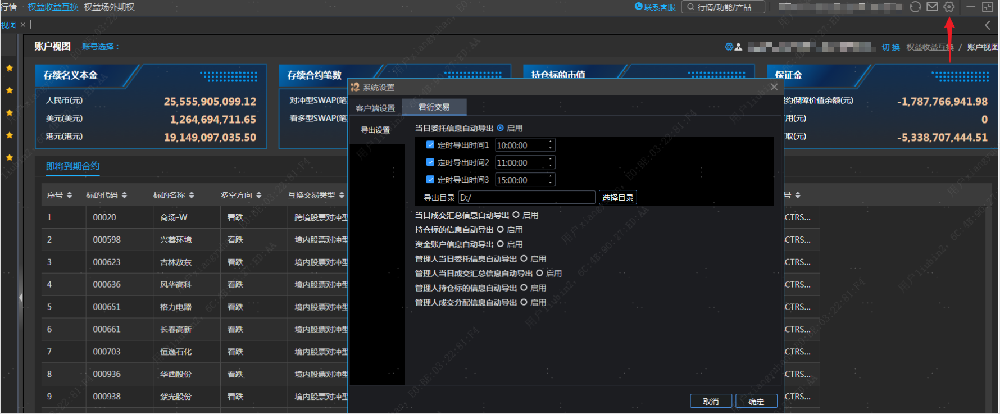 行情 权益收益互换 权益场外期权 联系客服 行情/功能/产品
视图
账户视图 账号选择： 切换 权益收益互换 / 账户视图
存续名义本金 存续合约笔数 持仓标的市值 保证金
人民币(元) 25,555,905,099.12
美元(美元) 1,264,694,711.65
港元(港元) 19,149,097,035.50
对冲型SWAP(笔
看多型SWAP(笔
约保障价值余额(元) -1,787,766,941.98
用(元) 0
取(元) -5,338,707,444.51
即将到期合约
序号 标的代码 标的名称 多空方向 互换交易类型 号
1 00020 商汤-W 看跌 跨境股票对冲型 CTRS...
2 000598 兴蓉环境 看跌 境内股票对冲型 CTRS...
3 000623 吉林敖东 看跌 境内股票对冲型 CTRS...
4 000636 风华高科 看跌 境内股票对冲型 CTRS...
5 000651 格力电器 看跌 境内股票对冲型 CTRS...
6 000661 长春高新 看跌 境内股票对冲型 CTRS...
7 000703 恒逸石化 看跌 境内股票对冲型 CTRS...
8 000936 华西股份 看跌 境内股票对冲型 CTRS...
9 000938 紫光股份 看跌 境内股票对冲型 CTRS...
系统设置
客户端设置 君衍交易
导出设置
当日委托信息自动导出 启用
定时导出时间1 10:00:00
定时导出时间2 11:00:00
定时导出时间3 15:00:00
导出目录 D:/ 选择目录
当日成交汇总信息自动导出 启用
持仓标的信息自动导出 启用
资金账户信息自动导出 启用
管理人当日委托信息自动导出 启用
管理人当日成交汇总信息自动导出 启用
管理人持仓标的信息自动导出 启用
管理人成交分配信息自动导出 启用
取消 确定